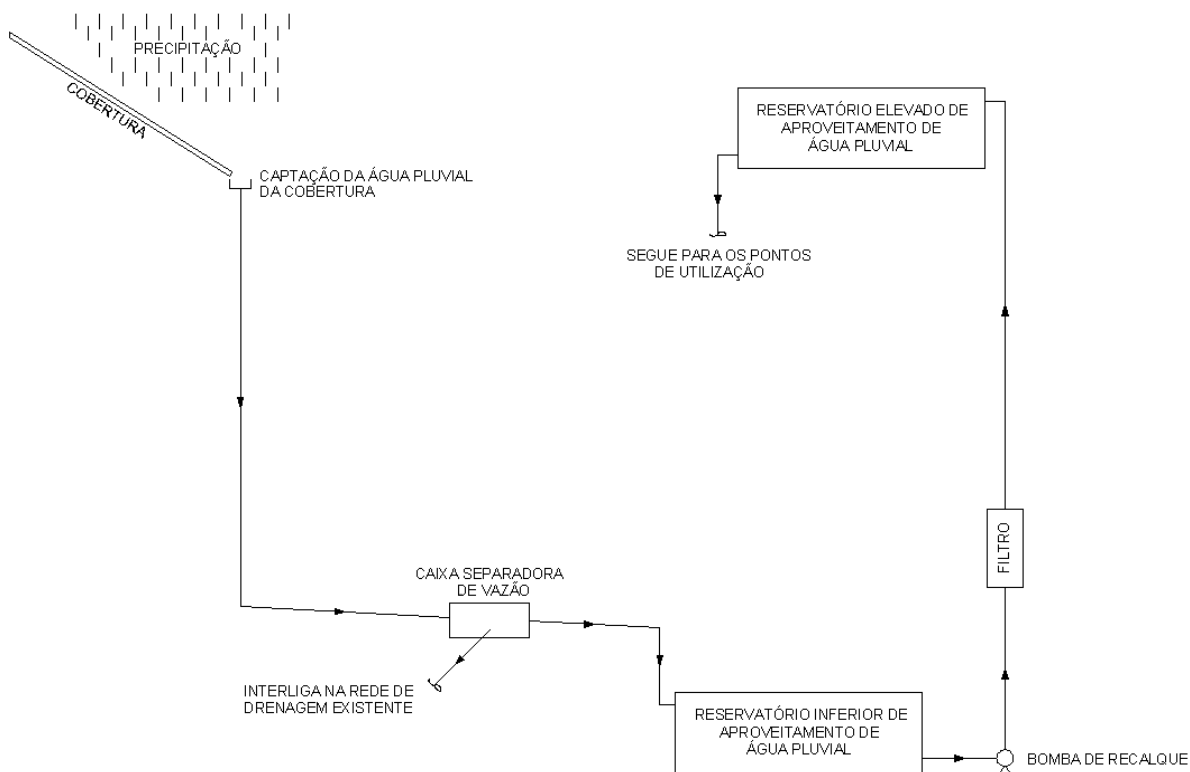 PRECIPITAÇÃO
COBERTURA
CAPTAÇÃO DA ÁGUA PLUVIAL
DA COBERTURA
RESERVATÓRIO ELEVADO DE
APROVEITAMENTO DE
ÁGUA PLUVIAL
SEGUE PARA OS PONTOS
DE UTILIZAÇÃO
FILTRO
CAIXA SEPARADORA
DE VAZÃO
INTERLIGA NA REDE DE
DRENAGEM EXISTENTE
RESERVATÓRIO INFERIOR DE
APROVEITAMENTO DE
ÁGUA PLUVIAL
BOMBA DE RECALQUE